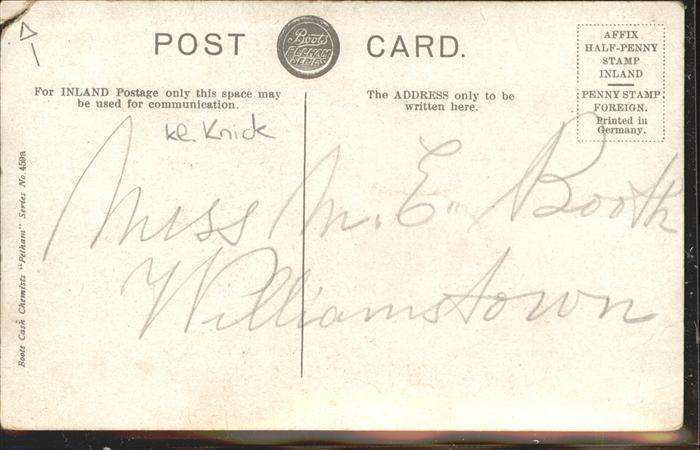 POST CARD.
Boots
PELHAM
SERIES
AFFIX
HALF-PENNY
STAMP
INLAND
PENNY STAMP
FOREIGN.
Printed in
Germany.
For INLAND Postage only this space may
be used for communication.
The ADDRESS only to be
written here.
kl. Knick
Miss M. E. Booth
Williamstown
Boots Cash Chemists "Pelham" Series No. 459a